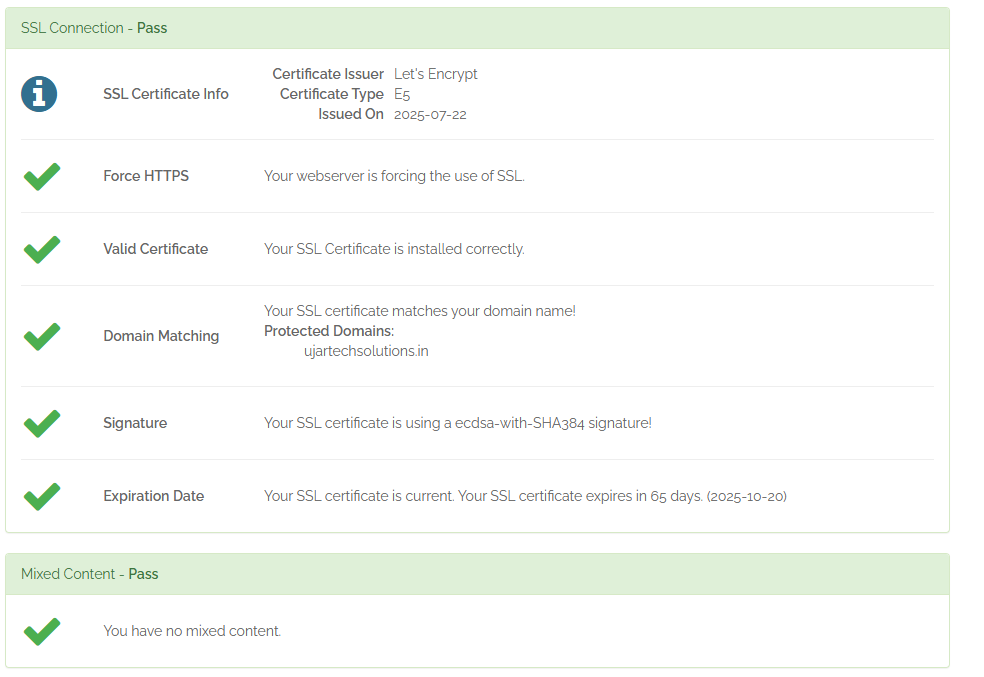 SSL Connection - Pass
SSL Certificate Info
Certificate Issuer Let's Encrypt
Certificate Type E5
Issued On 2025-07-22
Force HTTPS Your webserver is forcing the use of SSL.
Valid Certificate Your SSL Certificate is installed correctly.
Domain Matching
Your SSL certificate matches your domain name!
Protected Domains:
ujartechsolutions.in
Signature Your SSL certificate is using a ecdsa-with-SHA384 signature!
Expiration Date Your SSL certificate is current. Your SSL certificate expires in 65 days. (2025-10-20)
Mixed Content - Pass
You have no mixed content.